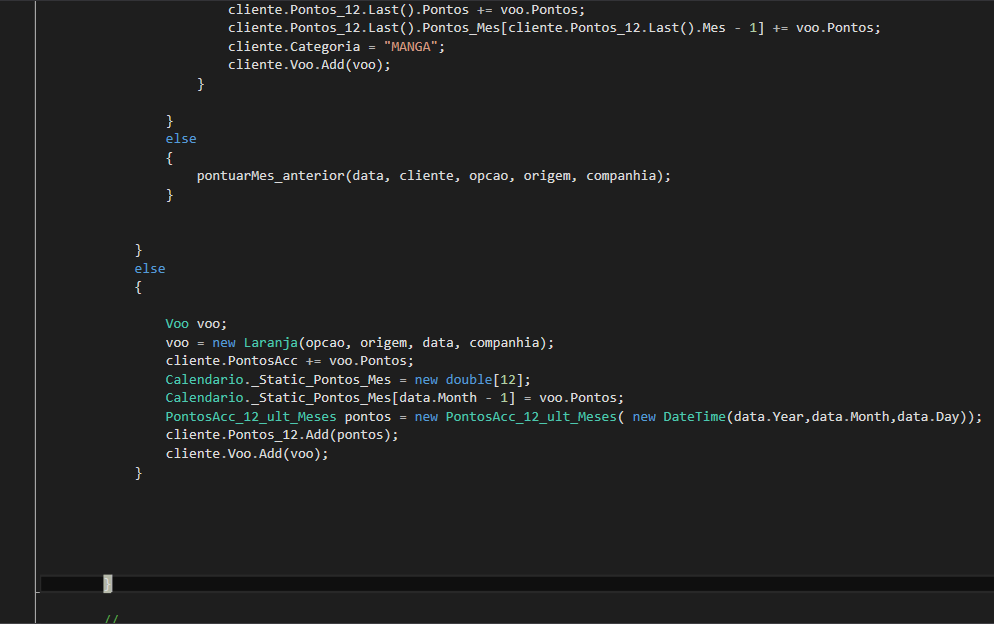 cliente.Pontos_12.Last().Pontos += voo.Pontos;
cliente.Pontos_12.Last().Pontos_Mes[cliente.Pontos_12.Last().Mes - 1] += voo.Pontos;
cliente.Categoria = "MANGA";
cliente.Voo.Add(voo);
}
}
else
{
pontuarMes_anterior(data, cliente, opcao, origem, companhia);
}
}
else
{
Voo voo;
voo = new Laranja(opcao, origem, data, companhia);
cliente.PontosAcc += voo.Pontos;
Calendario._Static_Pontos_Mes = new double[12];
Calendario._Static_Pontos_Mes[data.Month - 1] = voo.Pontos;
PontosAcc_12_ult_Meses pontos = new PontosAcc_12_ult_Meses( new DateTime(data.Year,data.Month,data.Day));
cliente.Pontos_12.Add(pontos);
cliente.Voo.Add(voo);
}
}
//